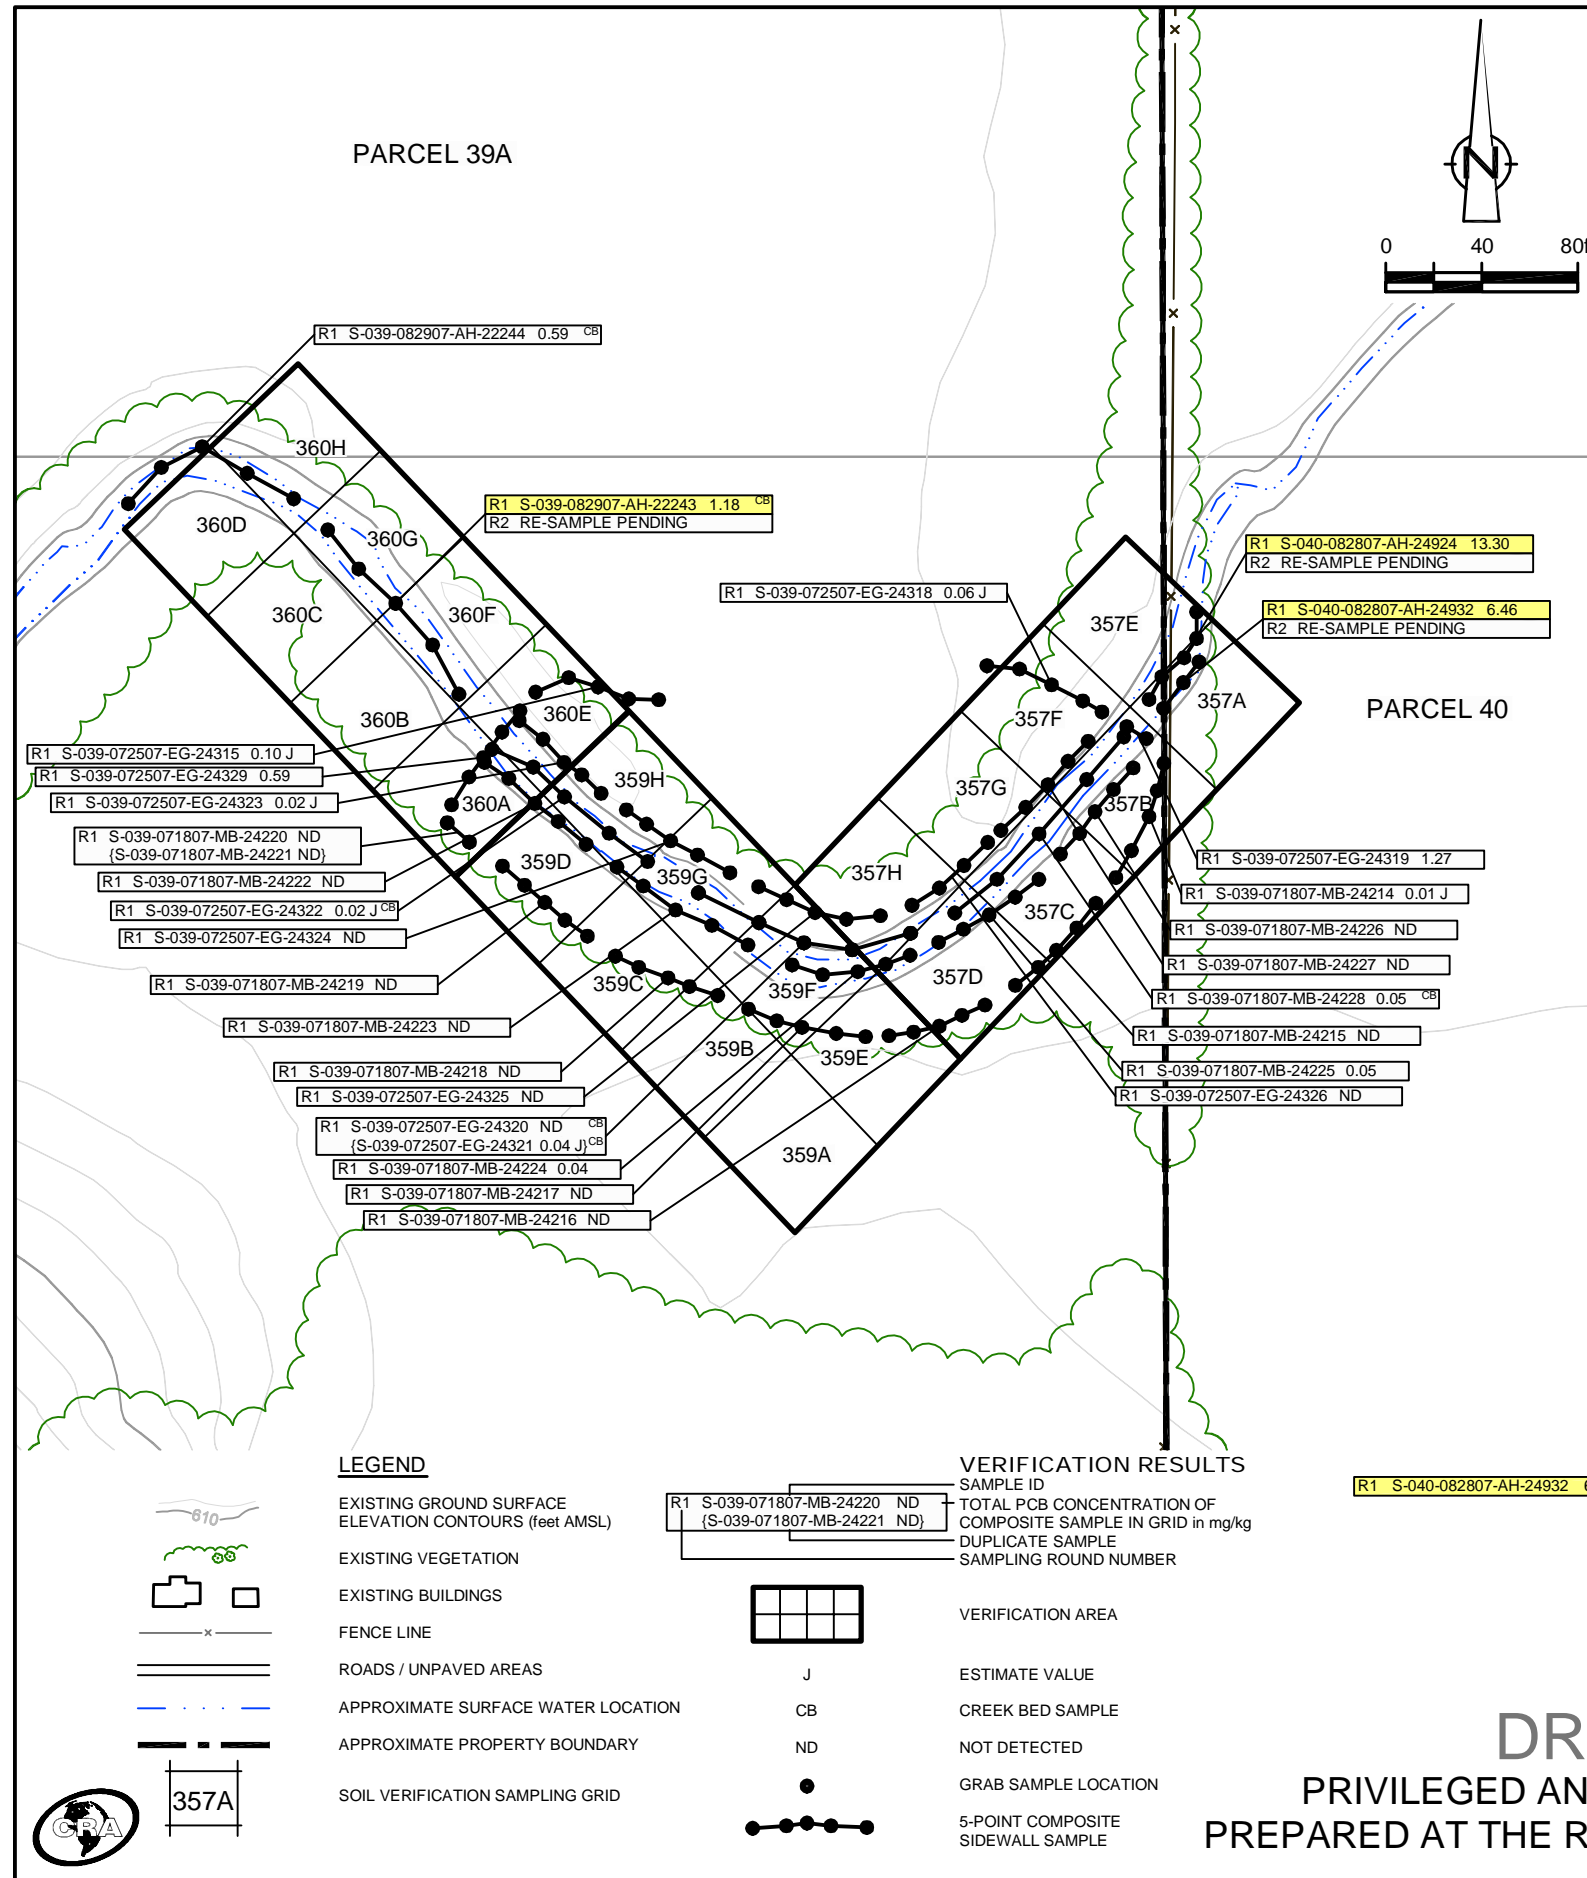 PARCEL 39A
N
0 40 80f
R1 S-039-082907-AH-22244 0.59 CB
360H
360D
360G
R1 S-039-082907-AH-22243 1.18 CB
R2 RE-SAMPLE PENDING
R1 S-040-082807-AH-24924 13.30
R2 RE-SAMPLE PENDING
R1 S-039-072507-EG-24318 0.06 J
R1 S-040-082807-AH-24932 6.46
R2 RE-SAMPLE PENDING
360C
360F
357E
357A
PARCEL 40
360B
360E
357F
R1 S-039-072507-EG-24315 0.10 J
R1 S-039-072507-EG-24329 0.59
R1 S-039-072507-EG-24323 0.02 J
359H
357G
360A
357B
R1 S-039-071807-MB-24220 ND
{S-039-071807-MB-24221 ND}
359D
359G
357H
R1 S-039-072507-EG-24319 1.27
R1 S-039-071807-MB-24222 ND
R1 S-039-071807-MB-24214 0.01 J
R1 S-039-072507-EG-24322 0.02 J CB
357C
R1 S-039-071807-MB-24226 ND
R1 S-039-072507-EG-24324 ND
R1 S-039-071807-MB-24227 ND
R1 S-039-071807-MB-24219 ND
359C
359F
357D
R1 S-039-071807-MB-24228 0.05 CB
R1 S-039-071807-MB-24223 ND
R1 S-039-071807-MB-24215 ND
359B
359E
R1 S-039-071807-MB-24218 ND
R1 S-039-071807-MB-24225 0.05
R1 S-039-072507-EG-24325 ND
R1 S-039-072507-EG-24326 ND
R1 S-039-072507-EG-24320 ND CB
{S-039-072507-EG-24321 0.04 J} CB
359A
R1 S-039-071807-MB-24224 0.04
R1 S-039-071807-MB-24217 ND
R1 S-039-071807-MB-24216 ND
LEGEND
610
EXISTING GROUND SURFACE
ELEVATION CONTOURS (feet AMSL)
EXISTING VEGETATION
EXISTING BUILDINGS
FENCE LINE
ROADS / UNPAVED AREAS
APPROXIMATE SURFACE WATER LOCATION
APPROXIMATE PROPERTY BOUNDARY
357A
SOIL VERIFICATION SAMPLING GRID
CRA
VERIFICATION RESULTS
R1 S-039-071807-MB-24220 ND
{S-039-071807-MB-24221 ND}
SAMPLE ID
TOTAL PCB CONCENTRATION OF
COMPOSITE SAMPLE IN GRID in mg/kg
DUPLICATE SAMPLE
SAMPLING ROUND NUMBER
R1 S-040-082807-AH-24932 6
VERIFICATION AREA
J ESTIMATE VALUE
CB CREEK BED SAMPLE
ND NOT DETECTED
GRAB SAMPLE LOCATION
5-POINT COMPOSITE
SIDEWALL SAMPLE
DR
PRIVILEGED AN
PREPARED AT THE R